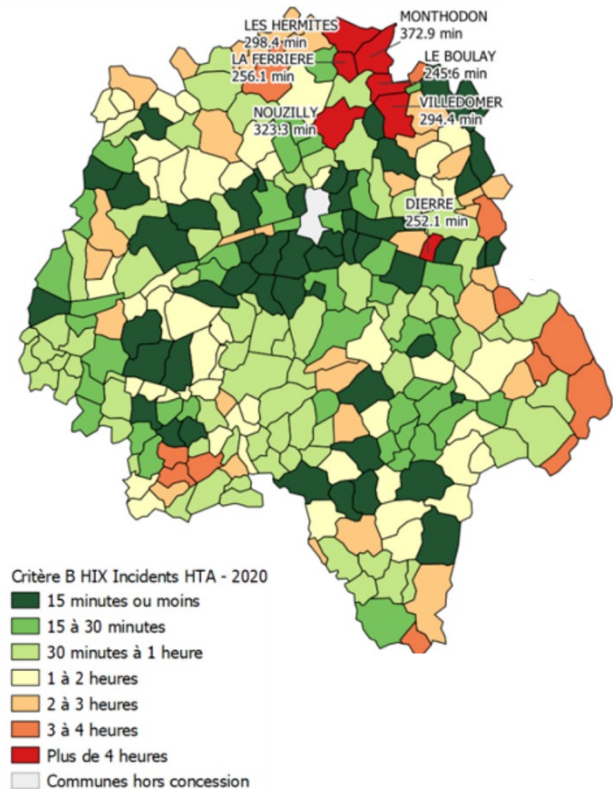 MONTHODON
372.9 min
LES HERMITES
298.4 min
LE BOULAY
245.6 min
LA FERRIERE
256.1 min
VILLEDOMER
294.4 min
NOUZILLY
323.3 min
DIERRE
252.1 min
Critère B HIX Incidents HTA - 2020
15 minutes ou moins
15 à 30 minutes
30 minutes à 1 heure
1 à 2 heures
2 à 3 heures
3 à 4 heures
Plus de 4 heures
Communes hors concession